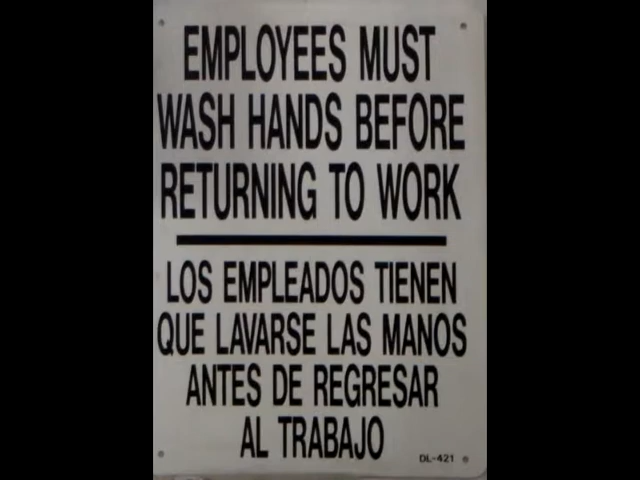 EMPLOYEES MUST
WASH HANDS BEFORE
RETURNING TO WORK
LOS EMPLEADOS TIENEN
QUE LAVARSE LAS MANOS
ANTES DE REGRESAR
AL TRABAJO
DL-421